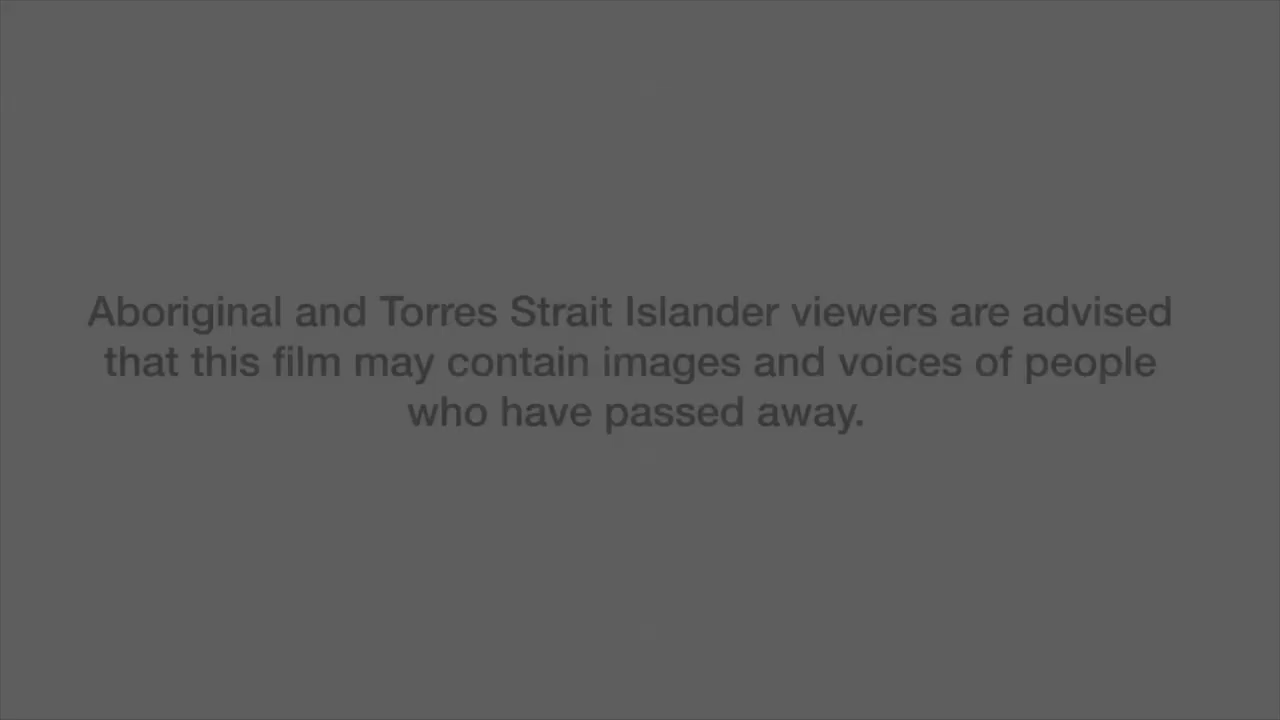 Aboriginal and Torres Strait Islander viewers are advised
that this film may contain images and voices of people
who have passed away.